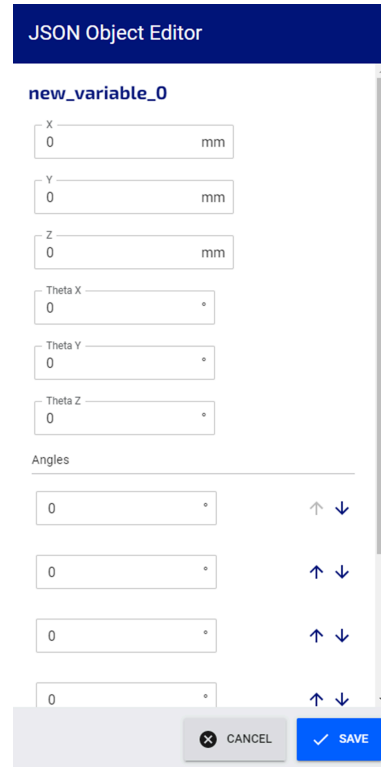 JSON Object Editor
new_variable_0
X
0 mm
Y
0 mm
Z
0 mm
Theta X
0 °
Theta Y
0 °
Theta Z
0 °
Angles
0 °
0 °
0 °
0 °
CANCEL SAVE